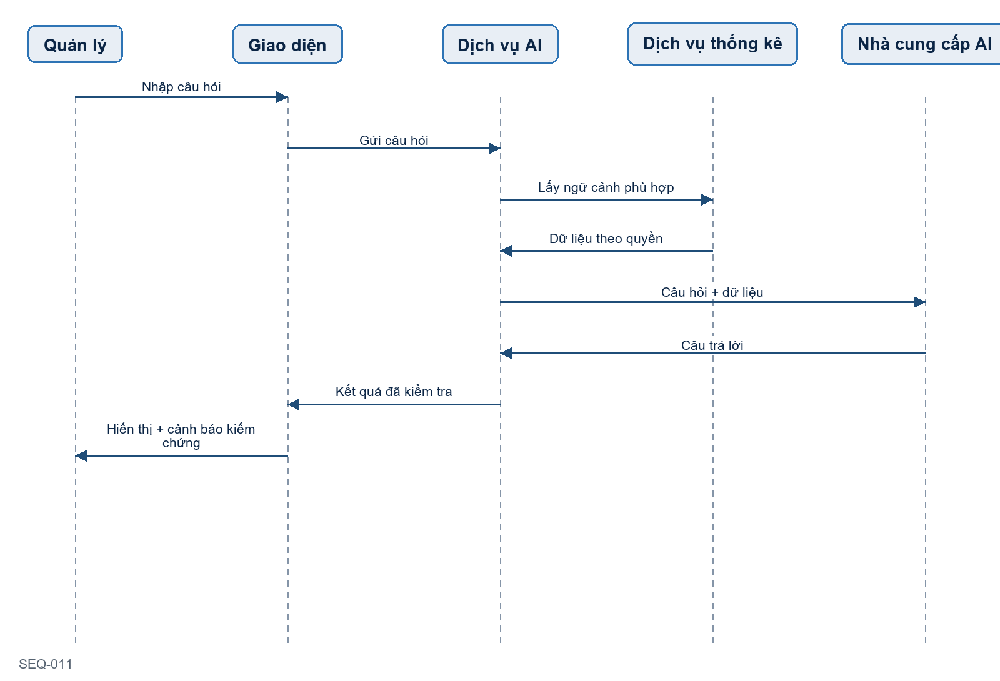 Quản lý
Giao diện
Dịch vụ AI
Dịch vụ thống kê
Nhà cung cấp AI
Nhập câu hỏi
Gửi câu hỏi
Lấy ngữ cảnh phù hợp
Dữ liệu theo quyền
Câu hỏi + dữ liệu
Câu trả lời
Kết quả đã kiểm tra
Hiển thị + cảnh báo kiểm
chứng
SEQ-011